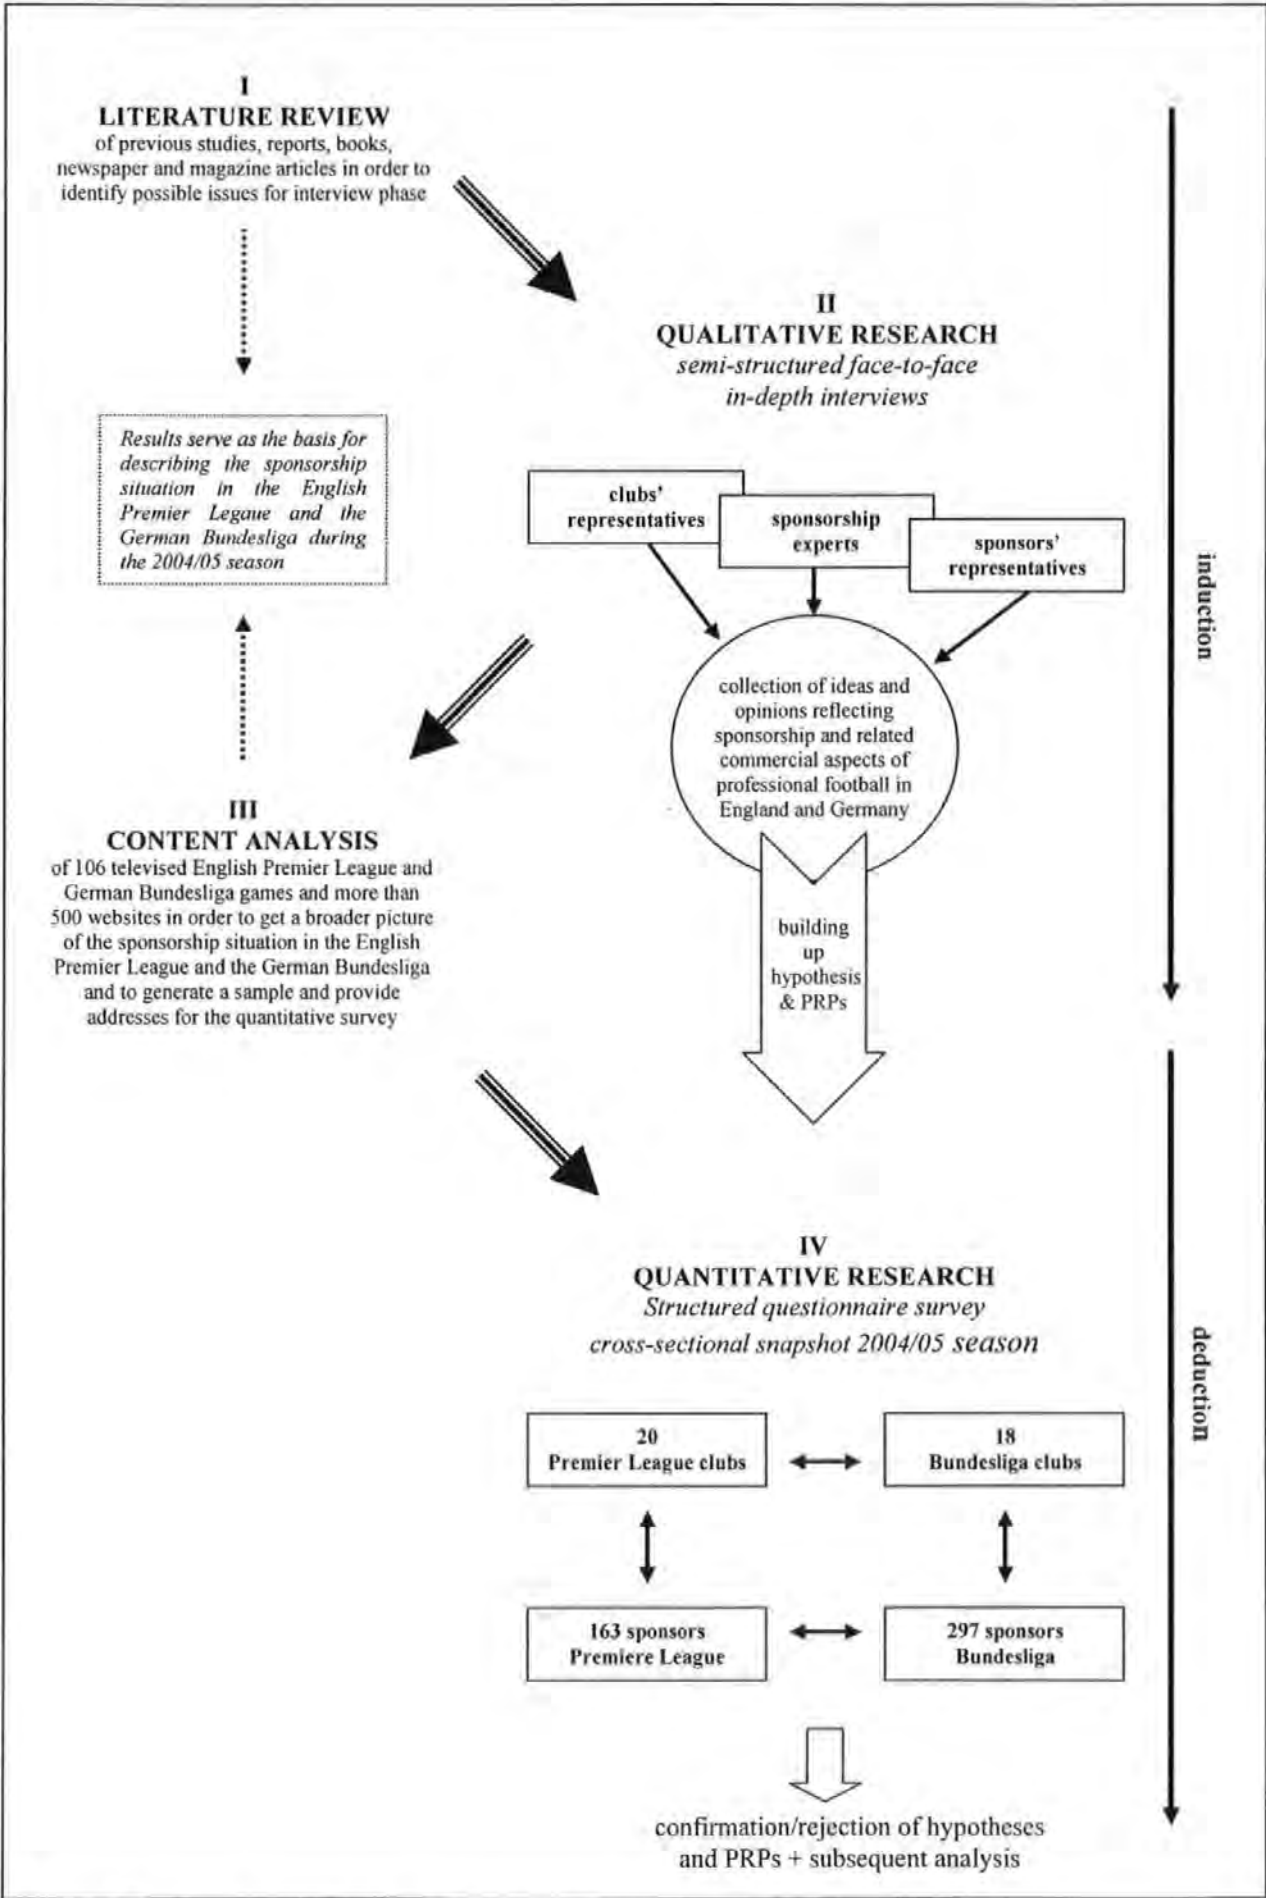 I
LITERATURE REVIEW
of previous studies, reports, books,
newspaper and magazine articles in order to
identify possible issues for interview phase
II
QUALITATIVE RESEARCH
semi-structured face-to-face
in-depth interviews
Results serve as the basis for
describing the sponsorship
situation in the English
Premier Legaue and the
German Bundesliga during
the 2004/05 season
clubs'
representatives
sponsorship
experts
sponsors'
representatives
induction
collection of ideas and
opinions reflecting
sponsorship and related
commercial aspects of
professional football in
England and Germany
III
CONTENT ANALYSIS
of 106 televised English Premier League and
German Bundesliga games and more than
500 websites in order to get a broader picture
of the sponsorship situation in the English
Premier League and the German Bundesliga
and to generate a sample and provide
addresses for the quantitative survey
building
up
hypothesis
& PRPs
IV
QUANTITATIVE RESEARCH
Structured questionnaire survey
cross-sectional snapshot 2004/05 season
deduction
20
Premier League clubs
18
Bundesliga clubs
163 sponsors
Premiere League
297 sponsors
Bundesliga
confirmation/rejection of hypotheses
and PRPs + subsequent analysis